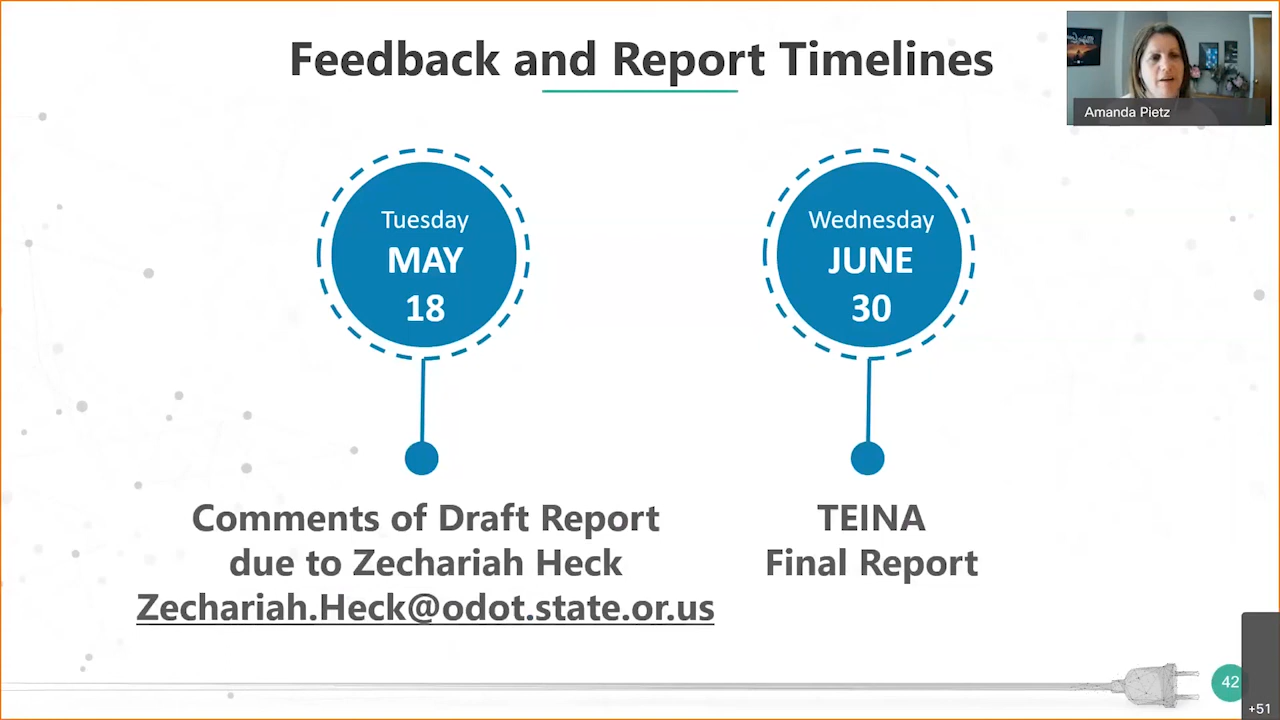 Feedback and Report Timelines
Amanda Pietz
Tuesday
MAY
18
Wednesday
JUNE
30
Comments of Draft Report
due to Zechariah Heck
Zechariah.Heck@odot.state.or.us
TEINA
Final Report
42
+51